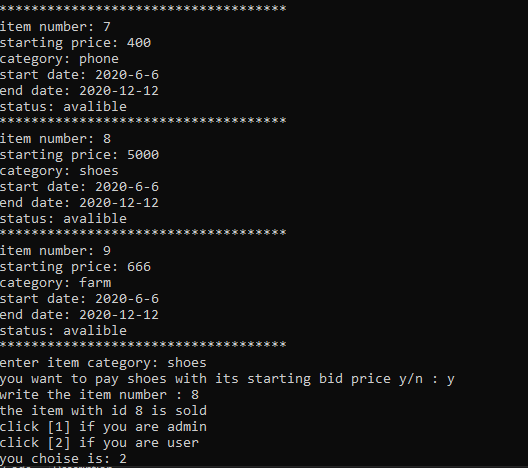 ************************************
item number: 7
starting price: 400
category: phone
start date: 2020-6-6
end date: 2020-12-12
status: avalible
************************************
item number: 8
starting price: 5000
category: shoes
start date: 2020-6-6
end date: 2020-12-12
status: avalible
************************************
item number: 9
starting price: 666
category: farm
start date: 2020-6-6
end date: 2020-12-12
status: avalible
************************************
enter item category: shoes
you want to pay shoes with its starting bid price y/n : y
write the item number : 8
the item with id 8 is sold
click [1] if you are admin
click [2] if you are user
you choise is: 2